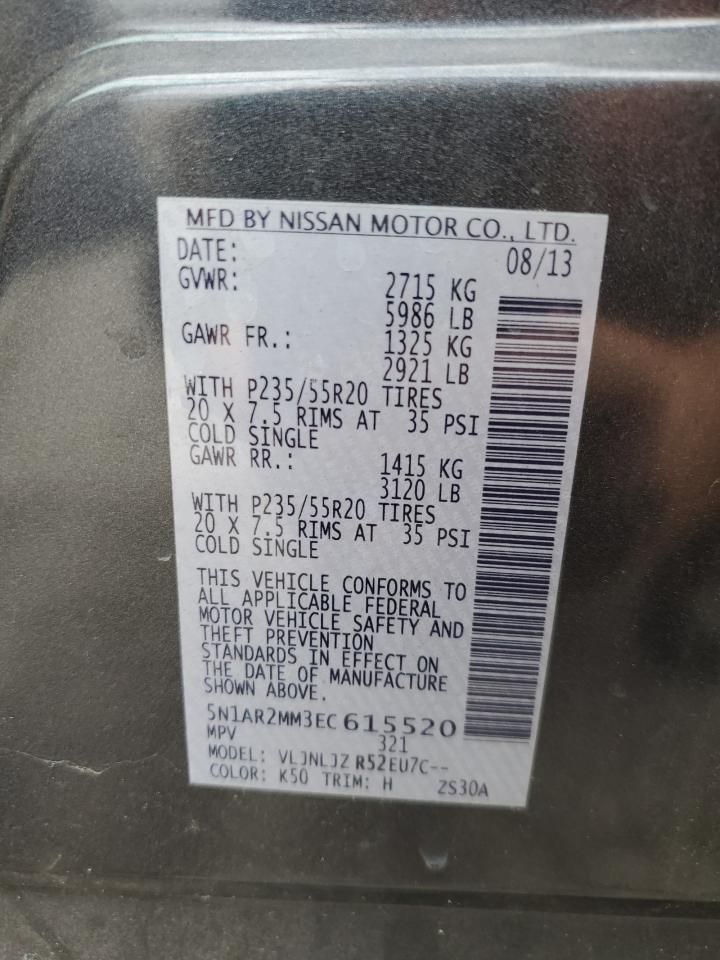 MFD BY NISSAN MOTOR CO., LTD.
DATE: 08/13
GVWR: 2715 KG
5986 LB
GAWR FR.: 1325 KG
2921 LB
WITH P235/55R20 TIRES
20 X 7.5 RIMS AT 35 PSI
COLD SINGLE
GAWR RR.: 1415 KG
3120 LB
WITH P235/55R20 TIRES
20 X 7.5 RIMS AT 35 PSI
COLD SINGLE
THIS VEHICLE CONFORMS TO
ALL APPLICABLE FEDERAL
MOTOR VEHICLE SAFETY AND
THEFT PREVENTION
STANDARDS IN EFFECT ON
THE DATE OF MANUFACTURE
SHOWN ABOVE.
5N1AR2MM3EC615520
MPV 321
MODEL: VLJNLJZ R52EU7C--
COLOR: K50 TRIM: H ZS30A